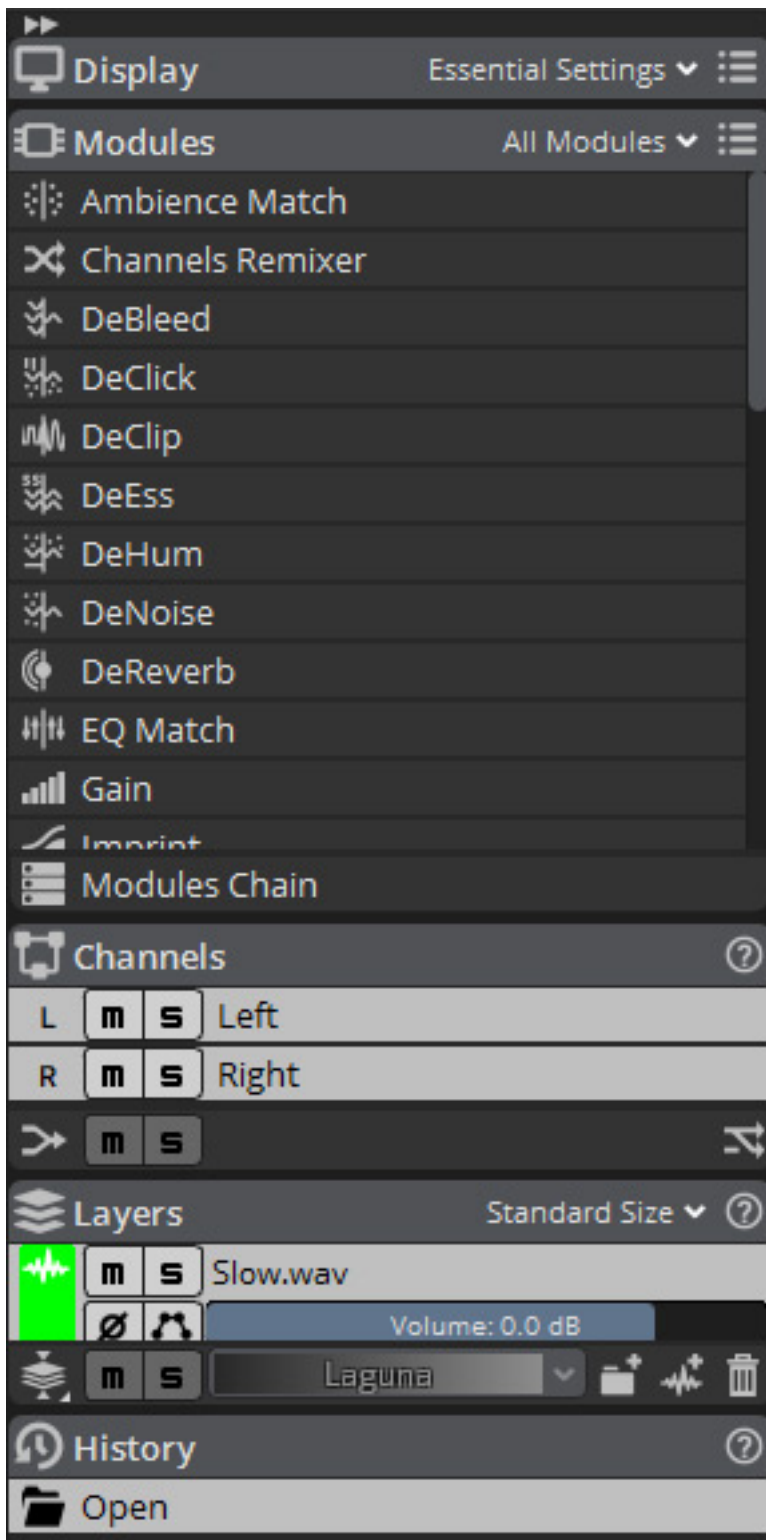 Display Essential Settings
Modules All Modules
Ambience Match
Channels Remixer
DeBleed
DeClick
DeClip
DeEss
DeHum
DeNoise
DeReverb
EQ Match
Gain
Imprint
Modules Chain
Channels
L m s Left
R m s Right
m s
Layers Standard Size
m s Slow.wav
Volume: 0.0 dB
m s Laguna
History
Open